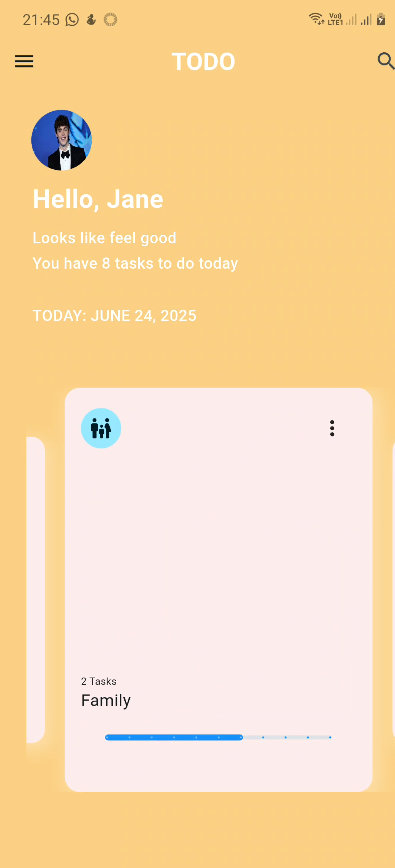 21:45
Vo))
LTE1
TODO
Hello, Jane
Looks like feel good
You have 8 tasks to do today
TODAY: JUNE 24, 2025
2 Tasks
Family